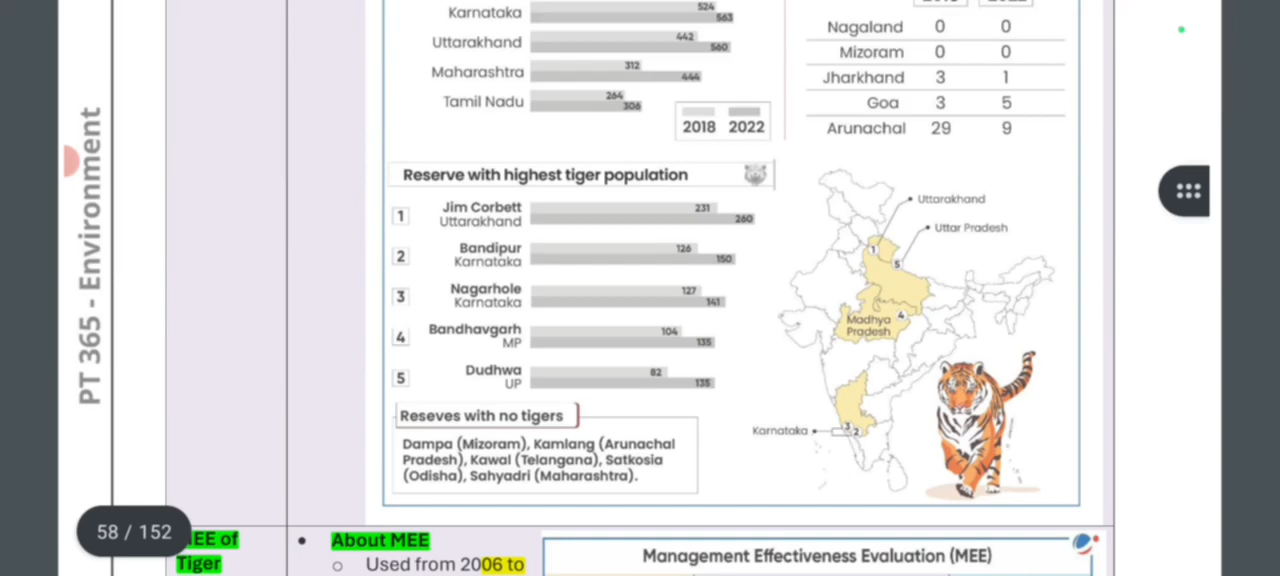 PT 365 - Environment
Karnataka
524
563
Uttarakhand
442
560
Maharashtra
312
444
Tamil Nadu
264
306
2018 2022
Nagaland 0 0
Mizoram 0 0
Jharkhand 3 1
Goa 3 5
Arunachal 29 9
Reserve with highest tiger population
1 Jim Corbett
Uttarakhand
231
260
2 Bandipur
Karnataka
126
150
3 Nagarhole
Karnataka
127
141
4 Bandhavgarh
MP
104
135
5 Dudhwa
UP
82
135
Uttarakhand
Uttar Pradesh
1
5
Madhya
Pradesh
4
Karnataka
3
2
Reseves with no tigers
Dampa (Mizoram), Kamlang (Arunachal
Pradesh), Kawal (Telangana), Satkosia
(Odisha), Sahyadri (Maharashtra).
58 / 152
EE of
Tiger
• About MEE
o Used from 2006 to
Management Effectiveness Evaluation (MEE)